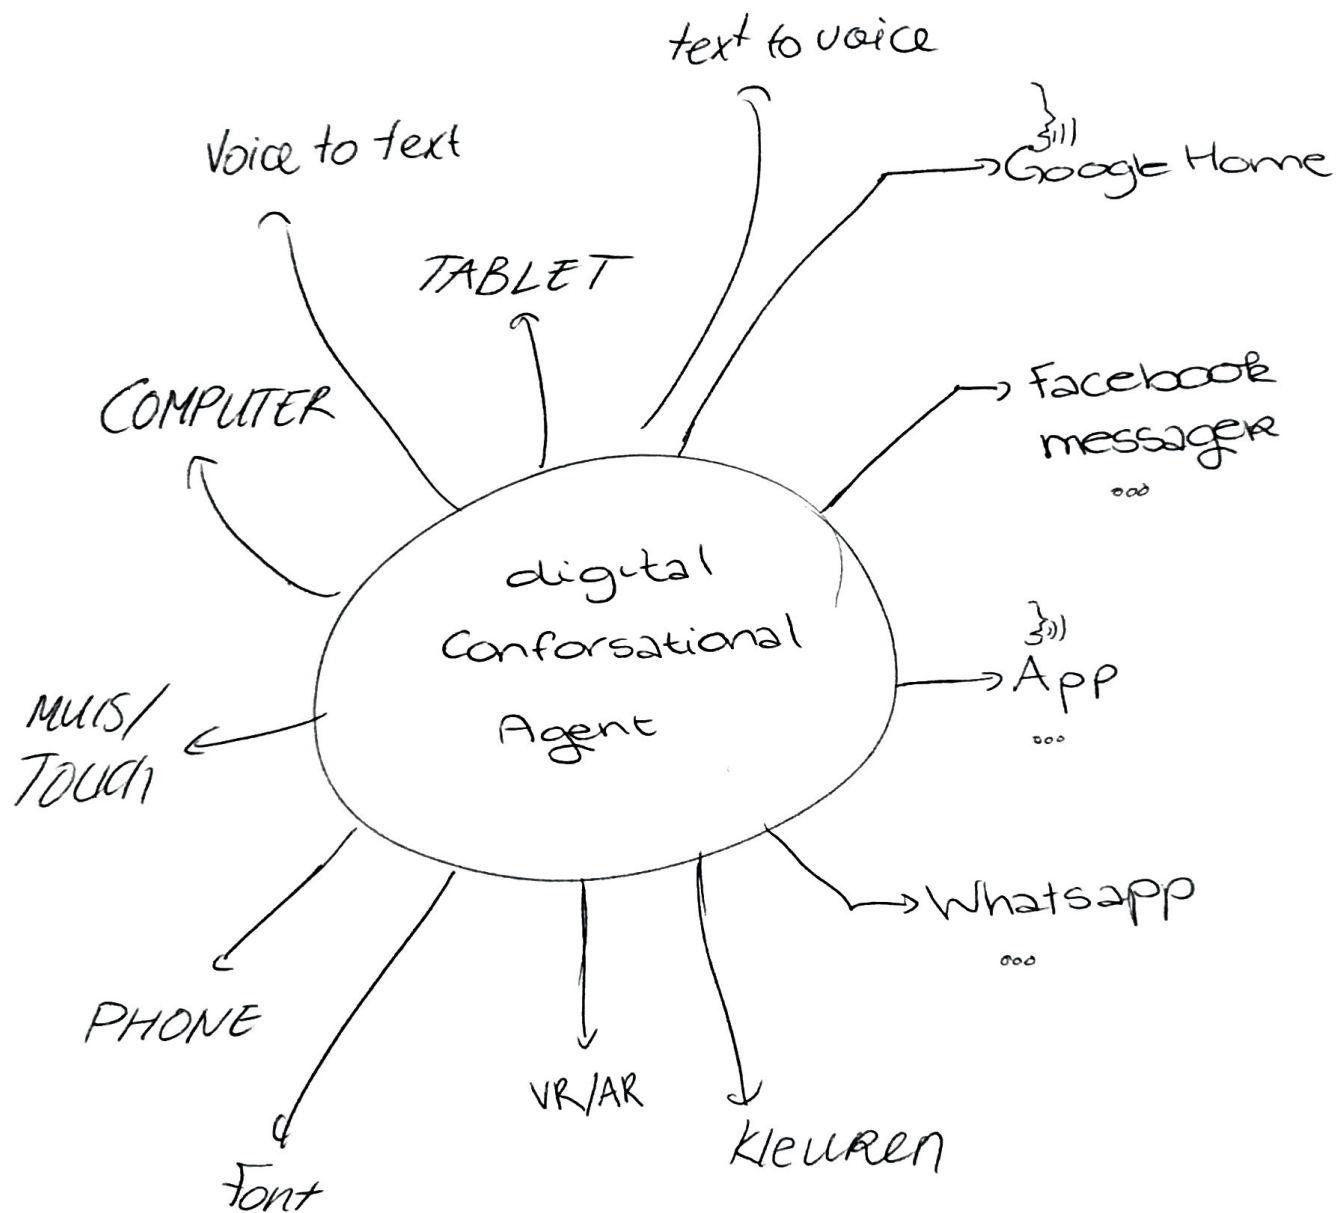 text to voice
Voice to text
Google Home
TABLET
COMPUTER
Facebook
messager
digital
Conforsational
Agent
App
MUIS/
Touch
Whatsapp
PHONE
VR/AR
Kleuren
Font